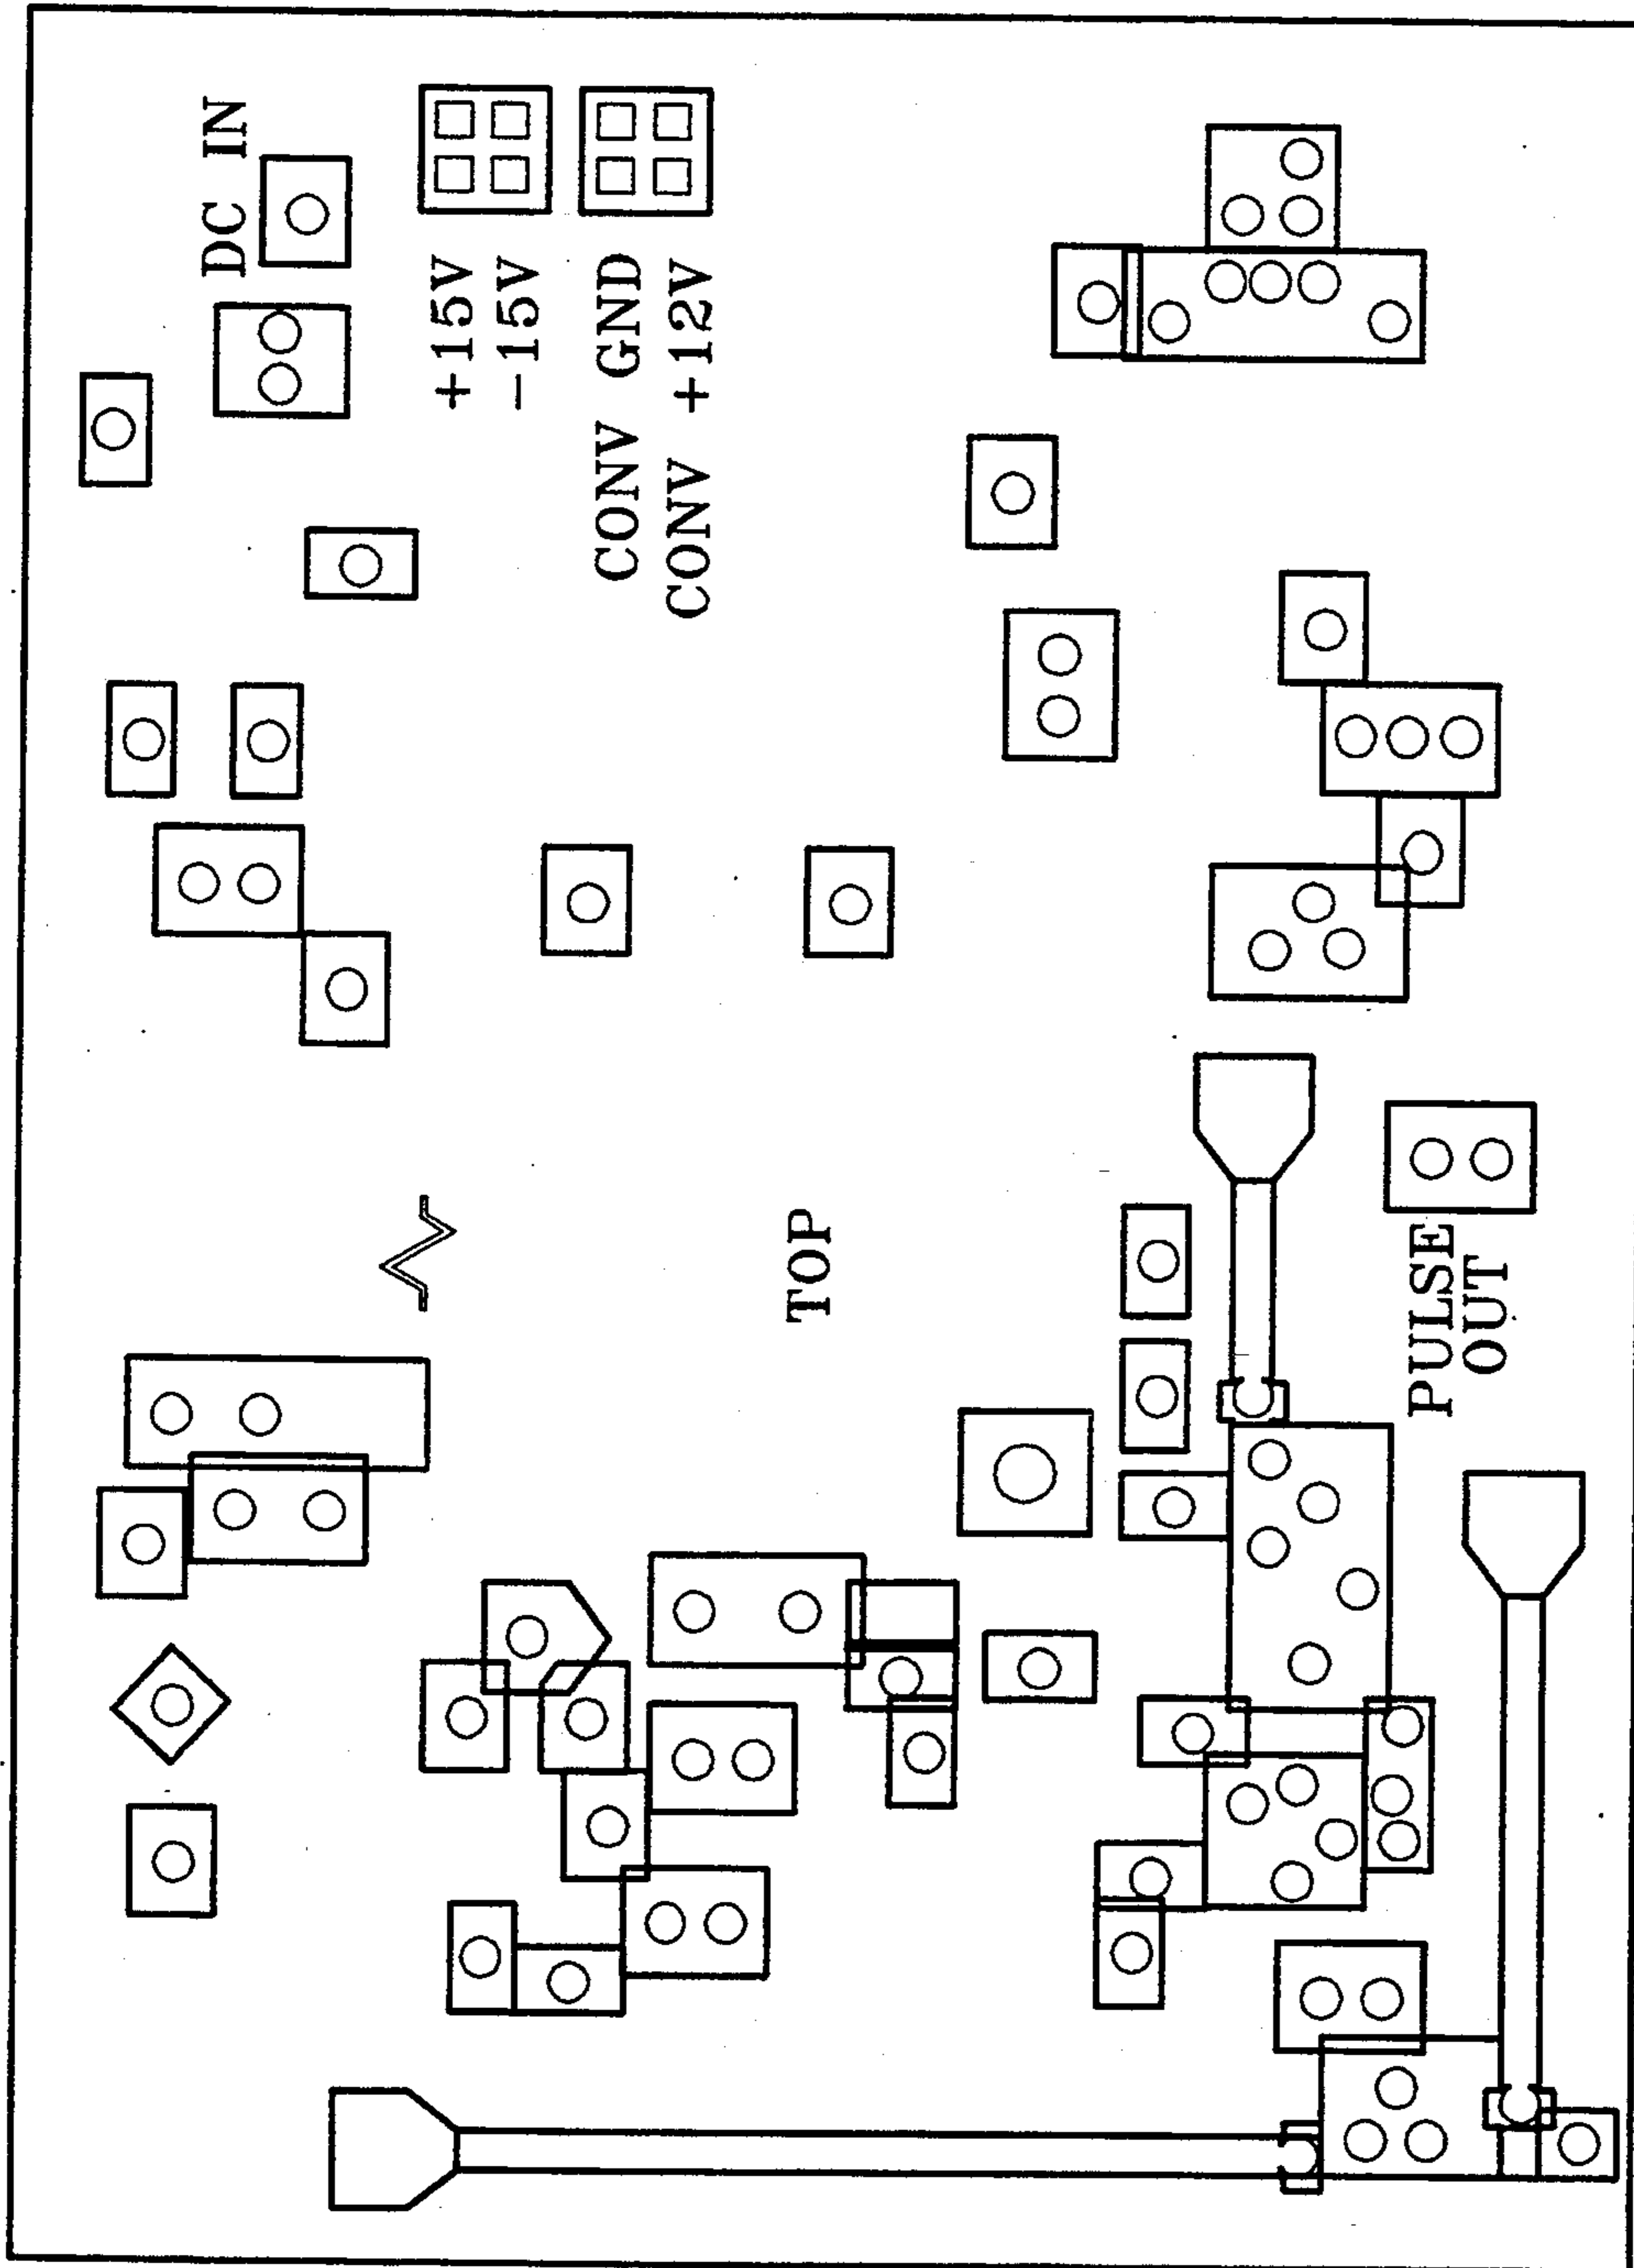 DC IN
+15V
-15V
CONV GND
CONV +12V
TOP
PULSE
OUT